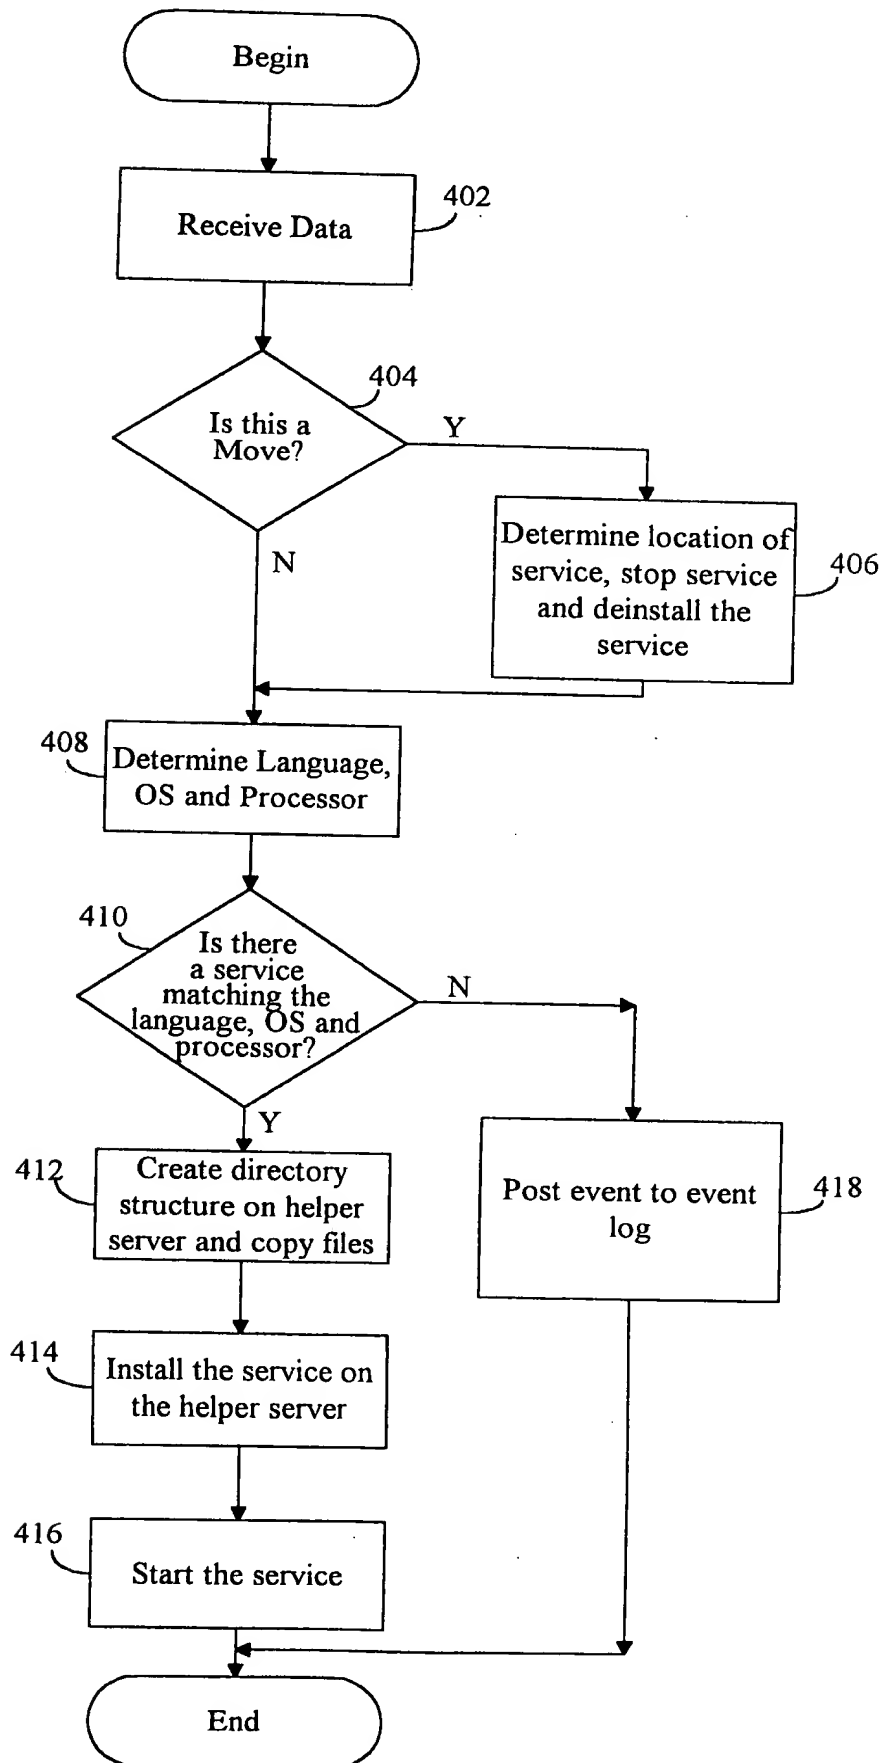 Begin
Receive Data
402
Is this a
Move?
404
Y
N
Determine location of
service, stop service
and deinstall the
service
406
408
Determine Language,
OS and Processor
410
Is there
a service
matching the
language, OS and
processor?
N
Y
412
Create directory
structure on helper
server and copy files
Post event to event
log
418
414
Install the service on
the helper server
416
Start the service
End